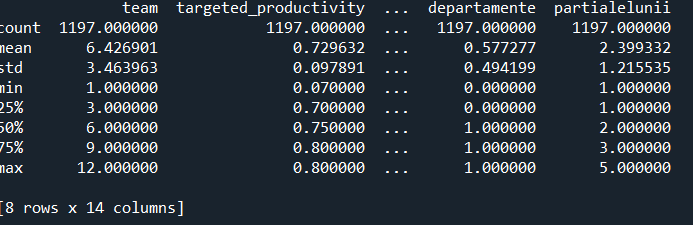 team targeted_productivity ... departamente partialelunii
count 1197.000000 1197.000000 ... 1197.000000 1197.000000
mean 6.426901 0.729632 ... 0.577277 2.399332
std 3.463963 0.097891 ... 0.494199 1.215535
min 1.000000 0.070000 ... 0.000000 1.000000
25% 3.000000 0.700000 ... 0.000000 1.000000
50% 6.000000 0.750000 ... 1.000000 2.000000
75% 9.000000 0.800000 ... 1.000000 3.000000
max 12.000000 0.800000 ... 1.000000 5.000000
[8 rows x 14 columns]